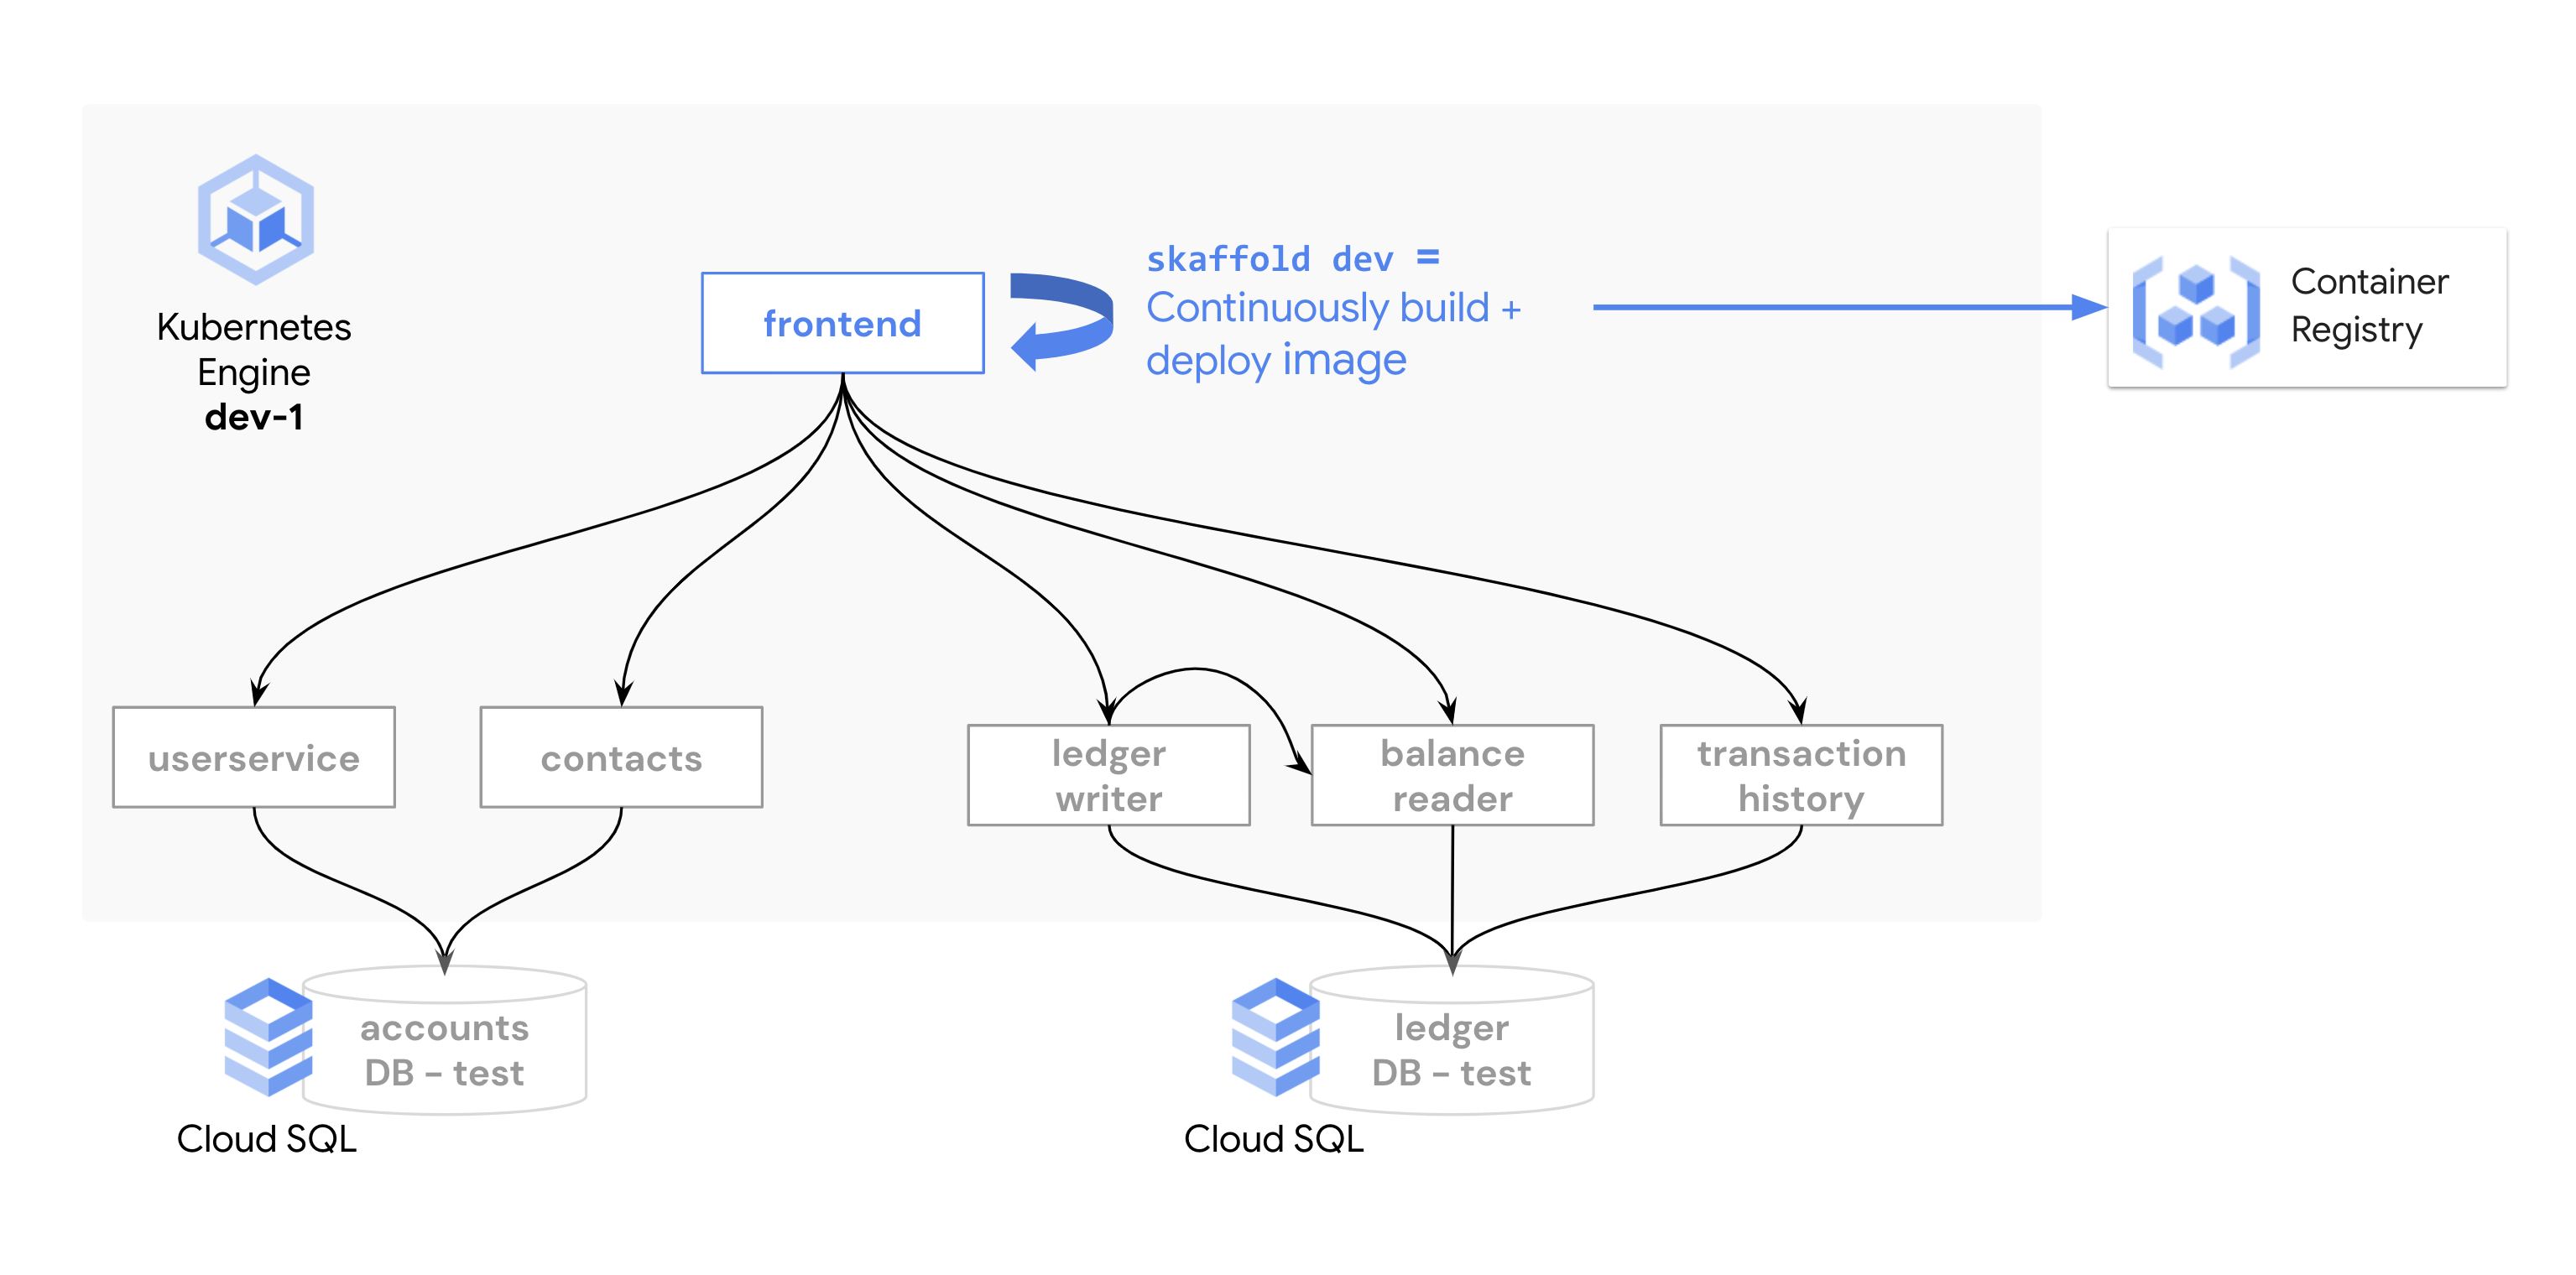 Kubernetes
Engine
dev-1
frontend
skaffold dev =
Continuously build +
deploy image
Container
Registry
userservice
contacts
ledger
writer
balance
reader
transaction
history
accounts
DB – test
Cloud SQL
ledger
DB – test
Cloud SQL